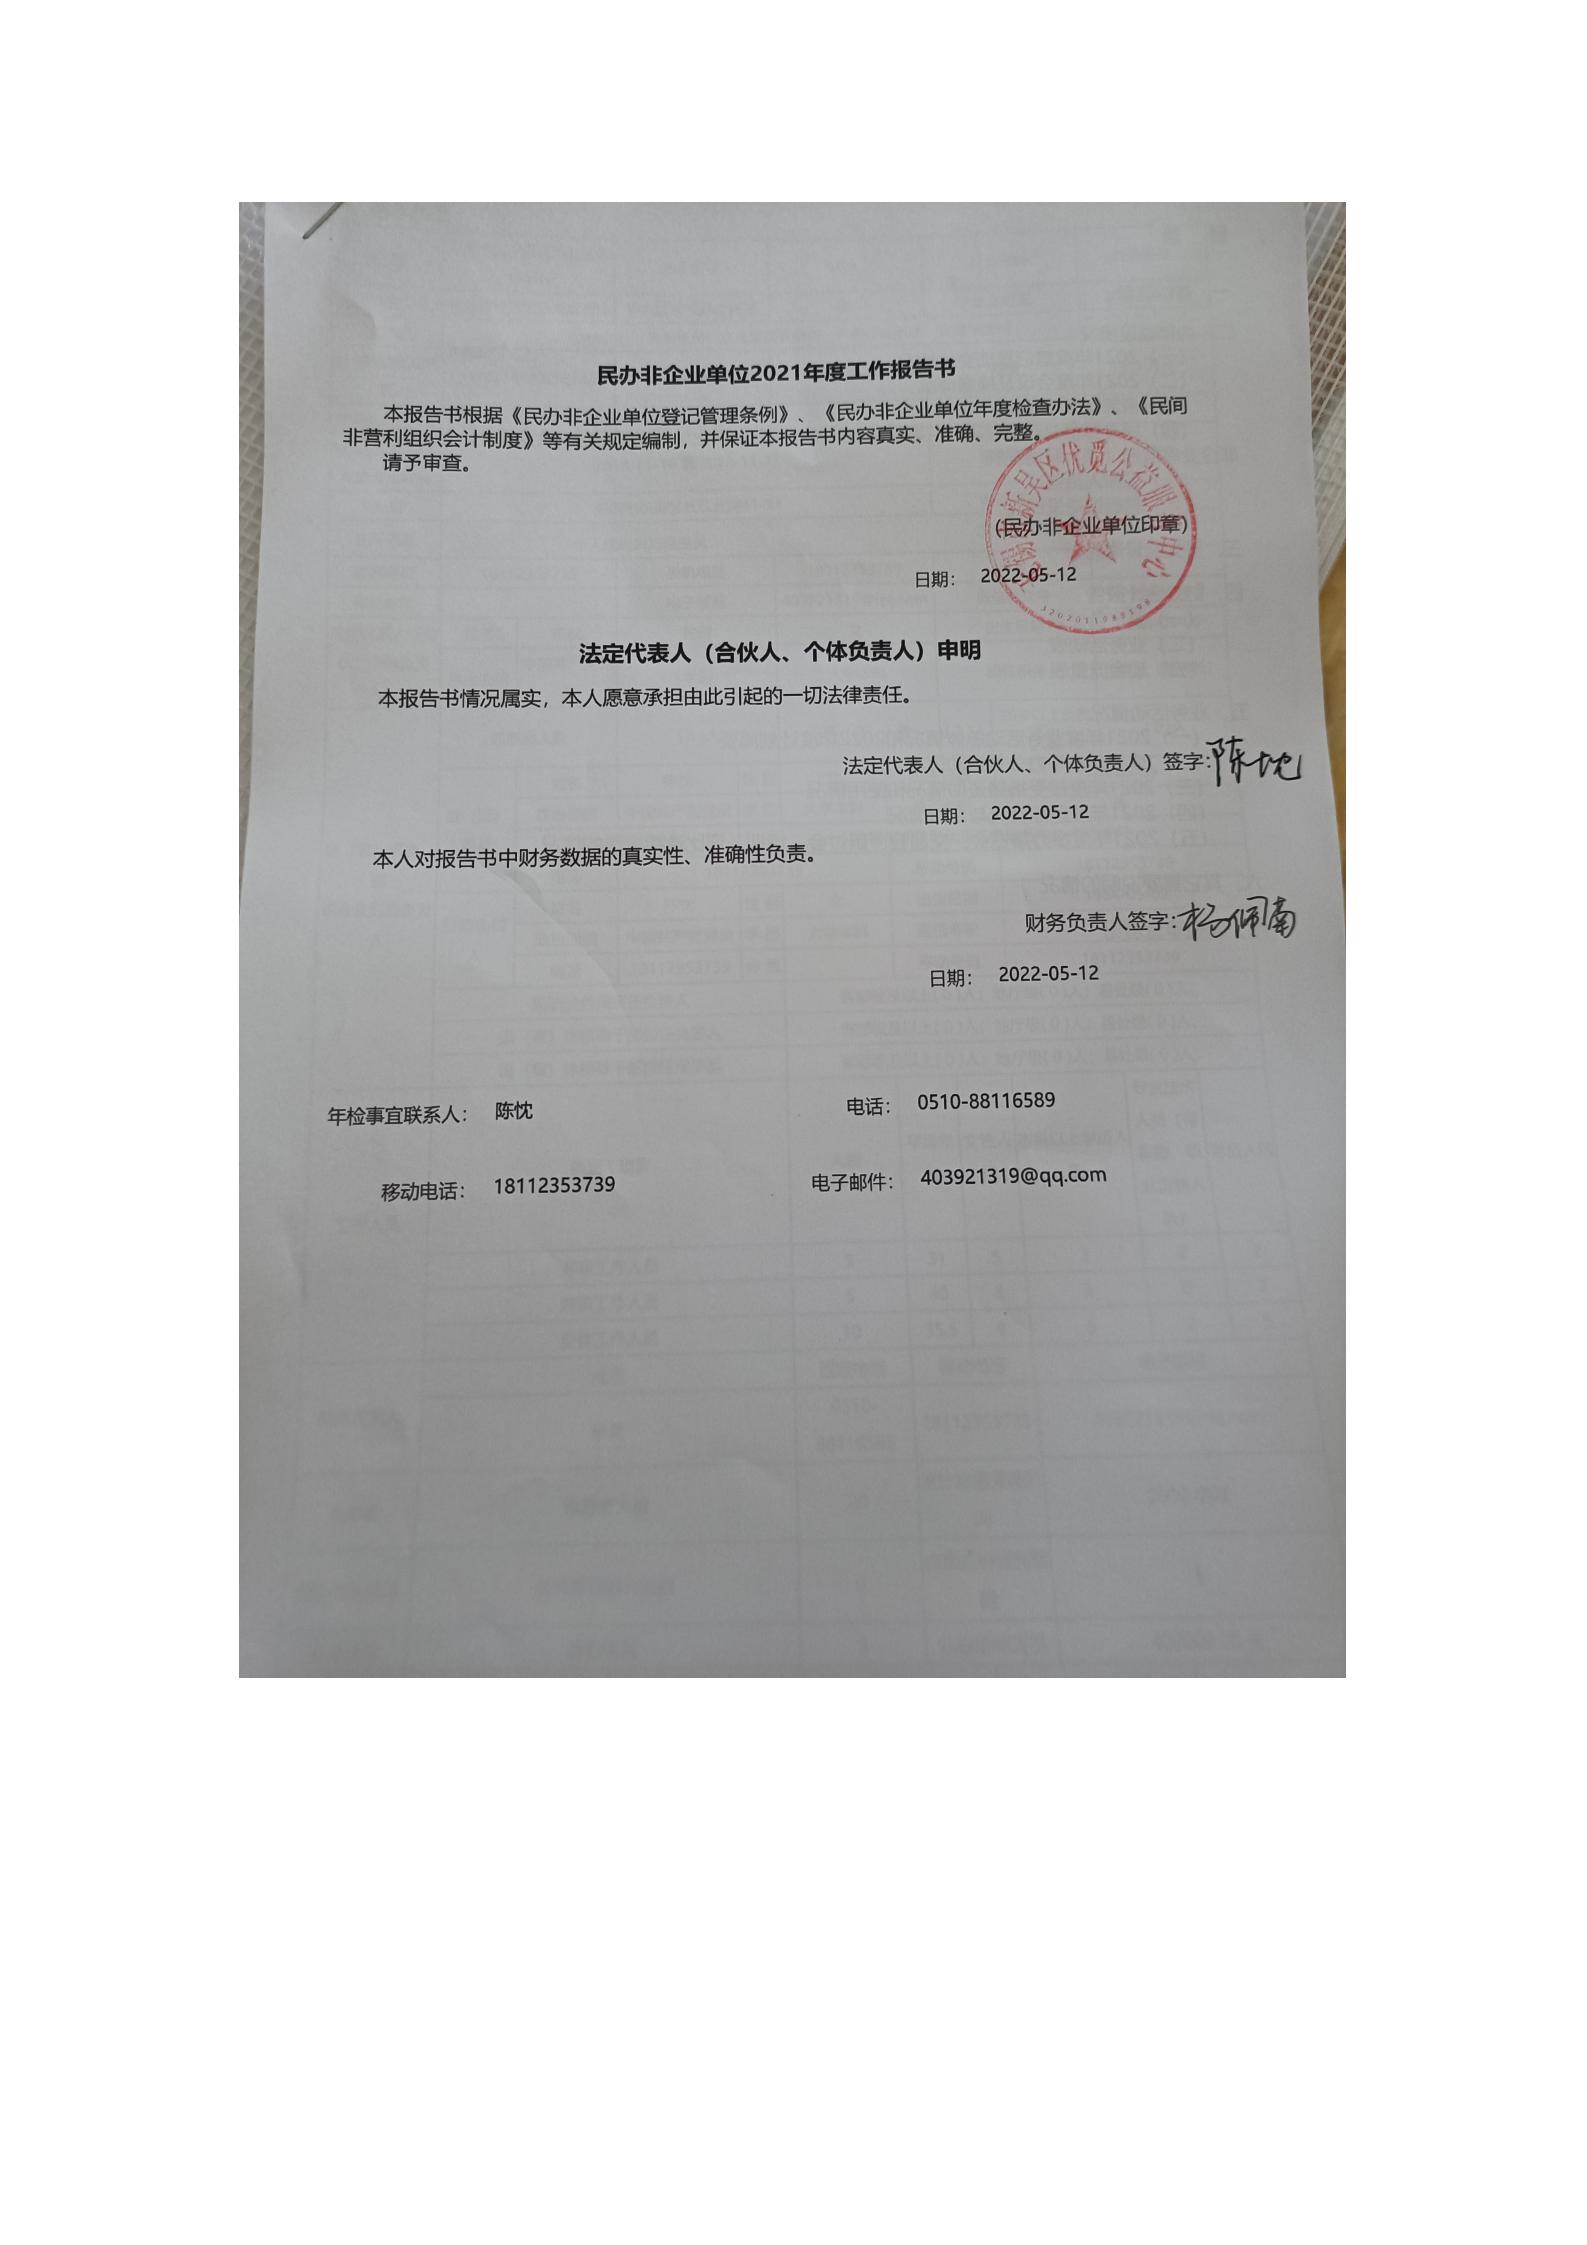 民办非企业单位2021年度工作报告书
本报告书根据《民办非企业单位登记管理条例》、《民办非企业单位年度检查办法》、《民间
非营利组织会计制度》等有关规定编制，并保证本报告书内容真实、准确、完整。
请予审查。
无锡市新吴区优觅公益服务中心
（民办非企业单位印章）
日期： 2022-05-12
法定代表人（合伙人、个体负责人）申明
本报告书情况属实，本人愿意承担由此引起的一切法律责任。
法定代表人（合伙人、个体负责人）签字：陈忱
日期： 2022-05-12
本人对报告书中财务数据的真实性、准确性负责。
财务负责人签字：杨佩南
日期： 2022-05-12
年检事宜联系人： 陈忱 电话： 0510-88116589
移动电话： 18112353739 电子邮件： 403921319@qq.com